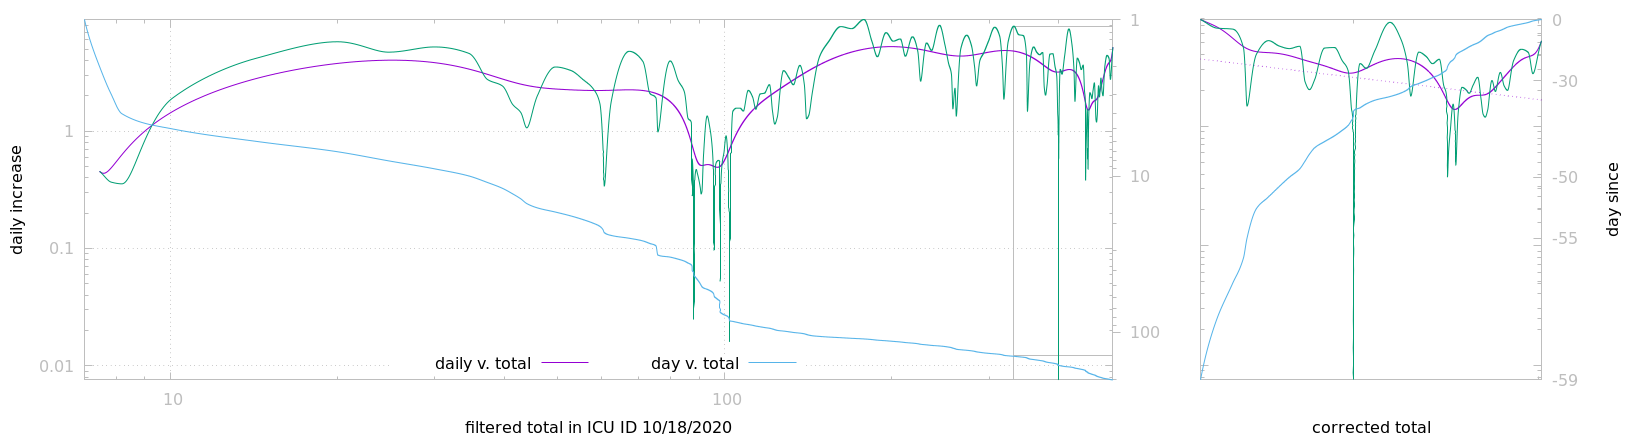 daily increase
1
0.1
0.01
10
100
filtered total in ICU ID 10/18/2020
daily v. total
day v. total
1
10
100
0
-30
-50
-55
-59
day since
corrected total